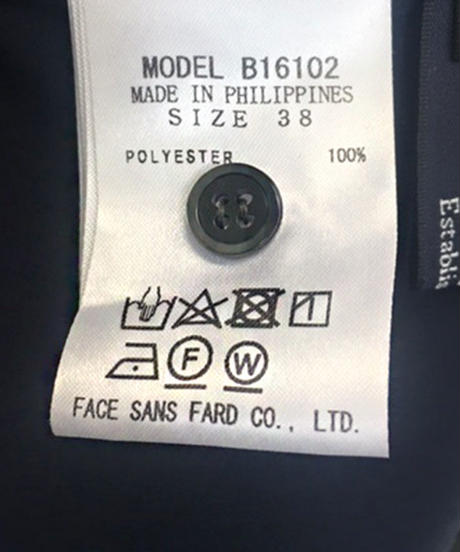 MODEL B16102
MADE IN PHILIPPINES
SIZE 38
POLYESTER 100%
F W
FACE SANS FARD CO., LTD.